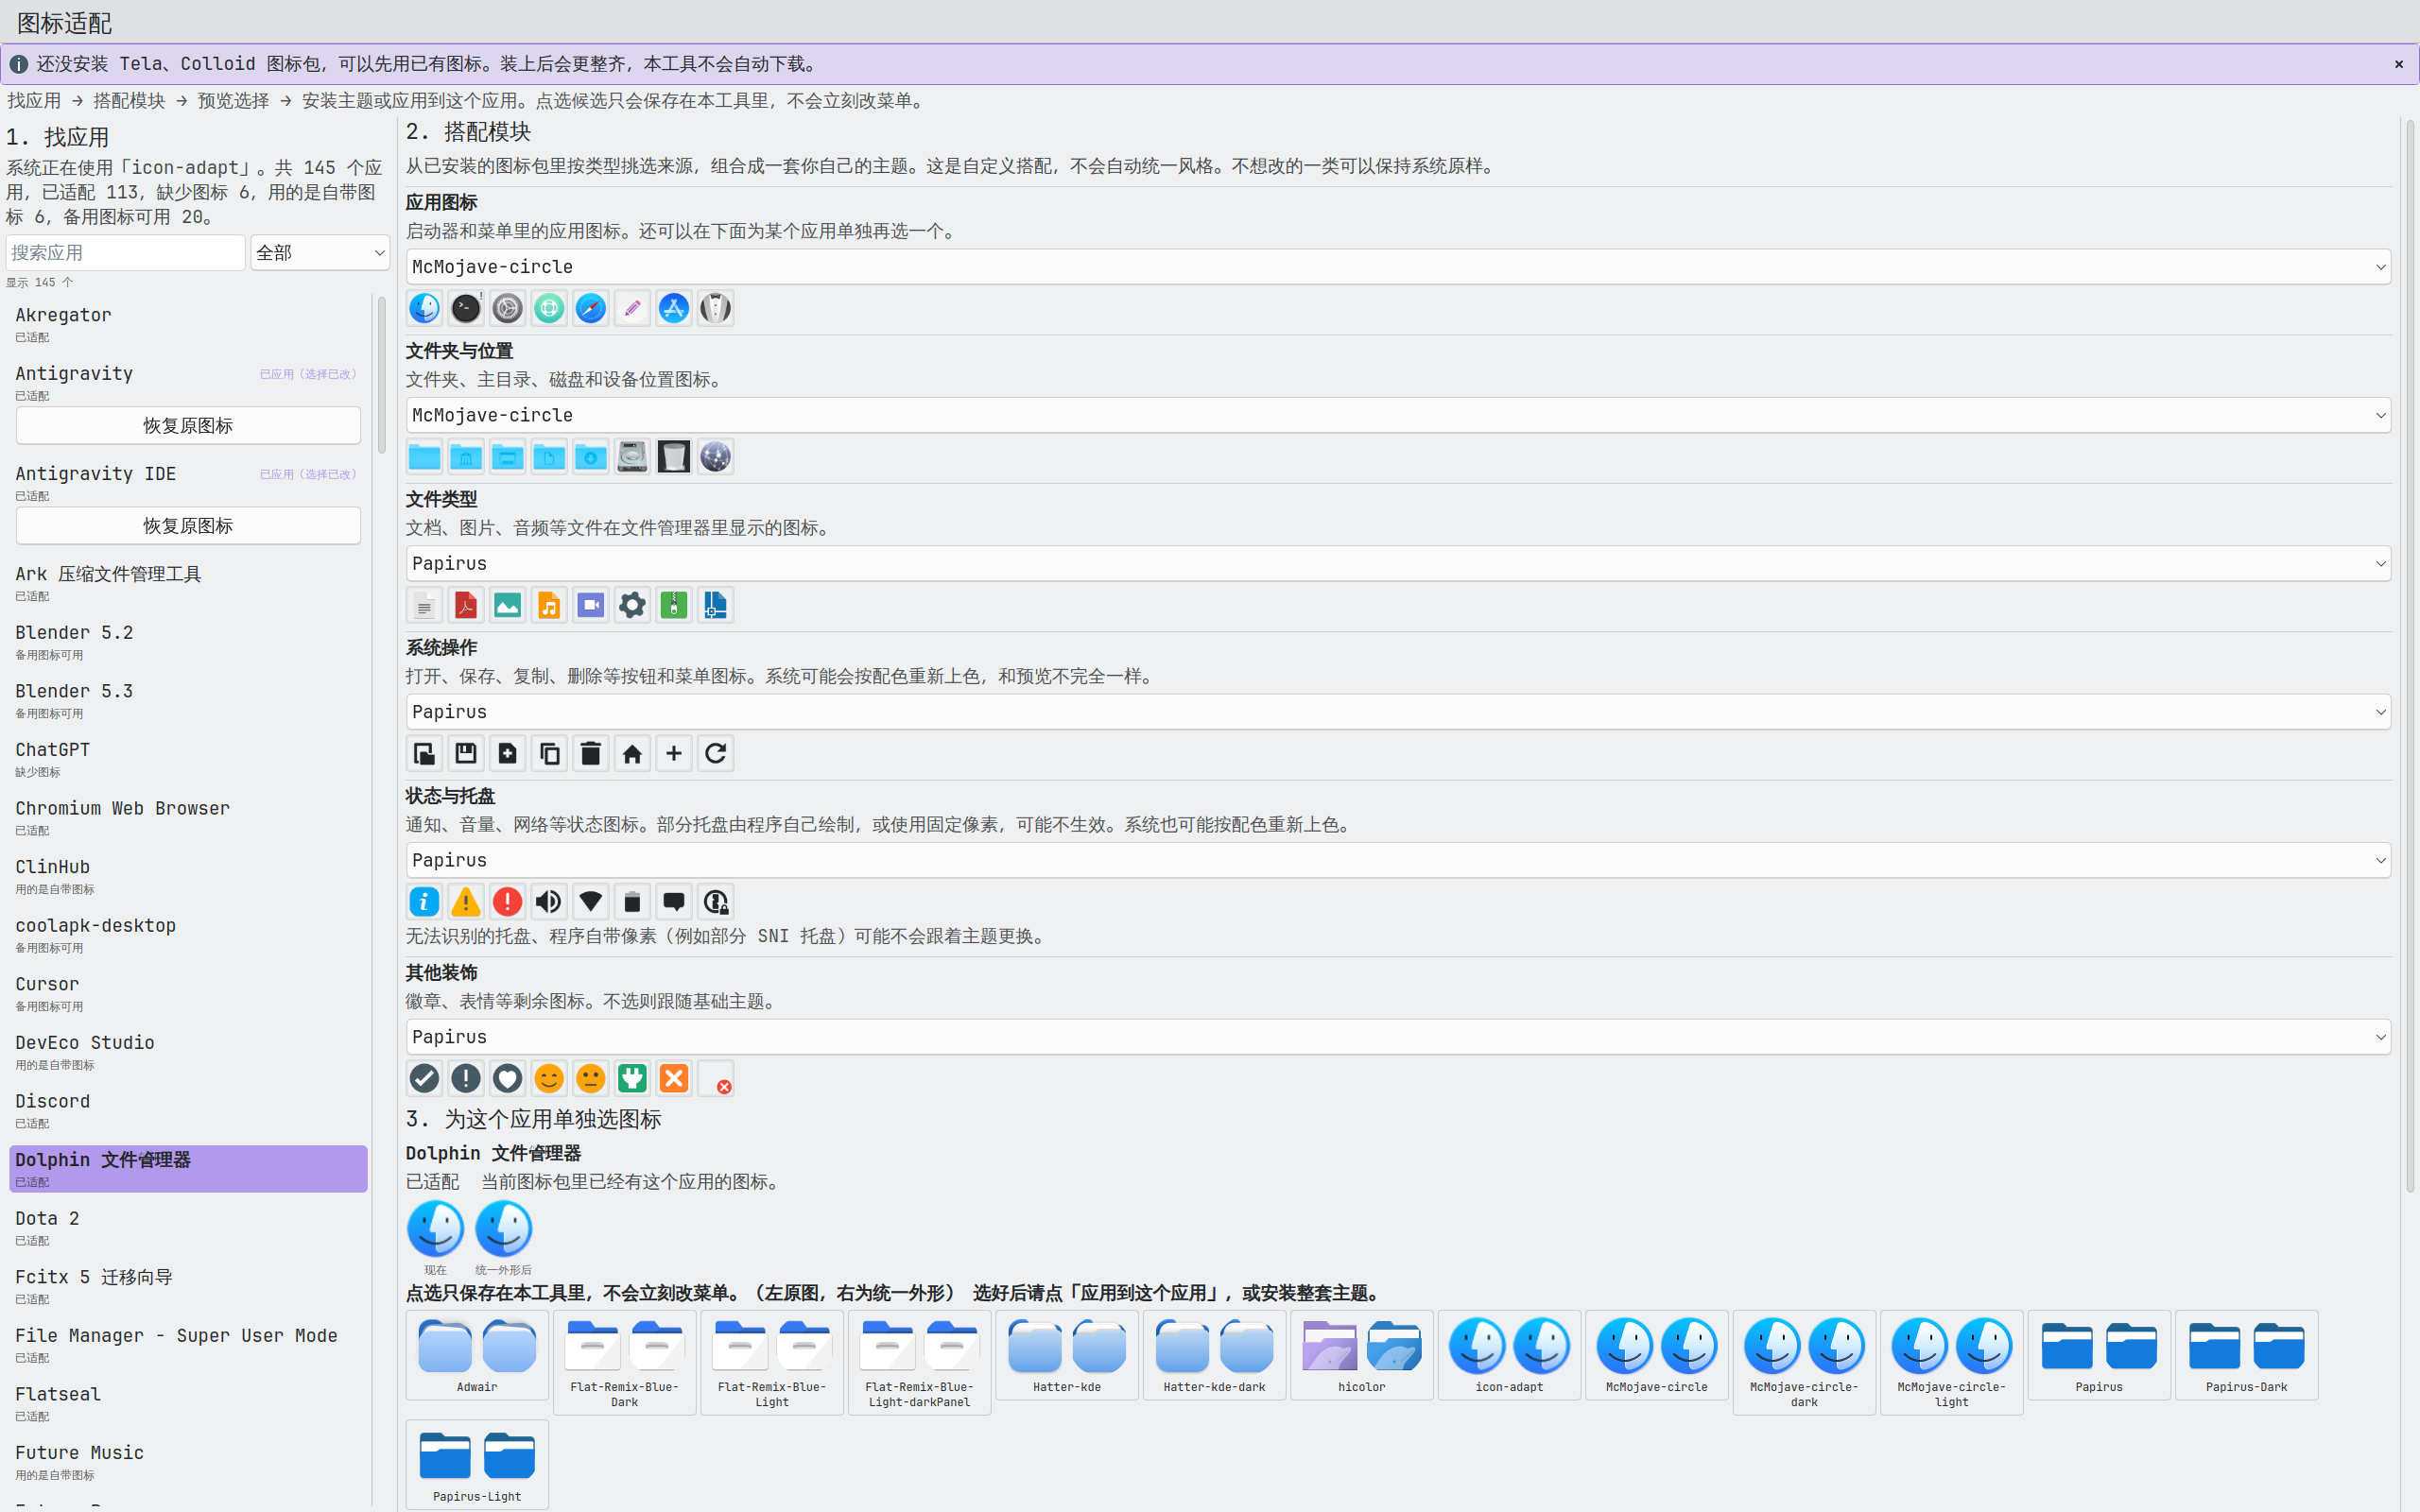 图标适配
还没安装 Tela、Colloid 图标包，可以先用已有图标。装上后会更整齐，本工具不会自动下载。
找应用 → 搭配模块 → 预览选择 → 安装主题或应用到这个应用。点选候选只会保存在本工具里，不会立刻改菜单。
1. 找应用
系统正在使用「icon-adapt」。共 145 个应
用，已适配 113，缺少图标 6，用的是自带图
标 6，备用图标可用 20。
搜索应用
全部
显示 145 个
Akregator
已适配
Antigravity
已应用（选择已改）
已适配
恢复原图标
Antigravity IDE
已应用（选择已改）
已适配
恢复原图标
Ark 压缩文件管理工具
已适配
Blender 5.2
备用图标可用
Blender 5.3
备用图标可用
ChatGPT
缺少图标
Chromium Web Browser
已适配
ClinHub
用的是自带图标
coolapk-desktop
备用图标可用
Cursor
备用图标可用
DevEco Studio
用的是自带图标
Discord
已适配
Dolphin 文件管理器
已适配
Dota 2
已适配
Fcitx 5 迁移向导
已适配
File Manager - Super User Mode
已适配
Flatseal
已适配
Future Music
用的是自带图标
2. 搭配模块
从已安装的图标包里按类型挑选来源，组合成一套你自己的主题。这是自定义搭配，不会自动统一风格。不想改的一类可以保持系统原样。
应用图标
启动器和菜单里的应用图标。还可以在下面为某个应用单独再选一个。
McMojave-circle
文件夹与位置
文件夹、主目录、磁盘和设备位置图标。
McMojave-circle
文件类型
文档、图片、音频等文件在文件管理器里显示的图标。
Papirus
系统操作
打开、保存、复制、删除等按钮和菜单图标。系统可能会按配色重新上色，和预览不完全一样。
Papirus
状态与托盘
通知、音量、网络等状态图标。部分托盘由程序自己绘制，或使用固定像素，可能不生效。系统也可能按配色重新上色。
Papirus
无法识别的托盘、程序自带像素（例如部分 SNI 托盘）可能不会跟着主题更换。
其他装饰
徽章、表情等剩余图标。不选则跟随基础主题。
Papirus
3. 为这个应用单独选图标
Dolphin 文件管理器
已适配 当前图标包里已经有这个应用的图标。
现在
统一外形后
点选只保存在本工具里，不会立刻改菜单。（左原图，右为统一外形） 选好后请点「应用到这个应用」，或安装整套主题。
Adwair
Flat-Remix-Blue-
Dark
Flat-Remix-Blue-
Light
Flat-Remix-Blue-
Light-darkPanel
Hatter-kde
Hatter-kde-dark
hicolor
icon-adapt
McMojave-circle
McMojave-circle-
dark
McMojave-circle-
light
Papirus
Papirus-Dark
Papirus-Light